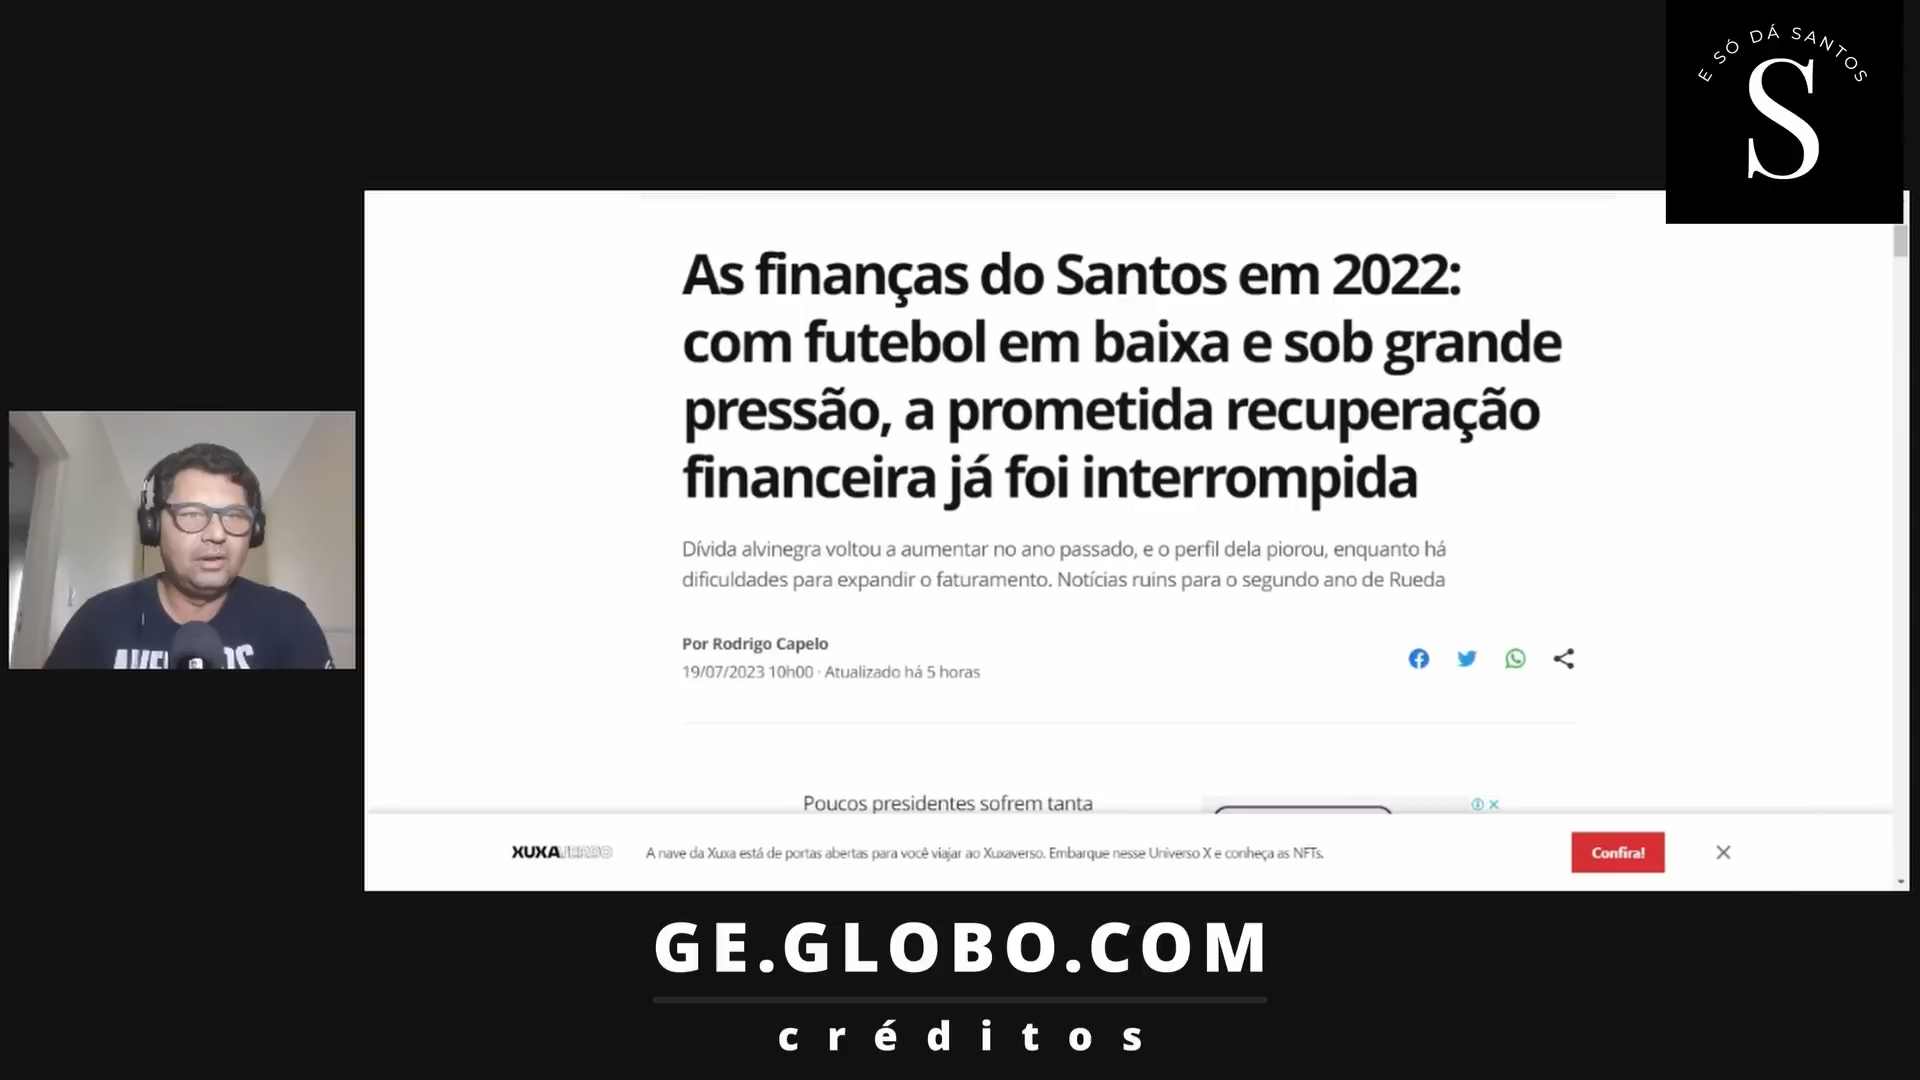 E SÓ DÁ SANTOS
S
As finanças do Santos em 2022:
com futebol em baixa e sob grande
pressão, a prometida recuperação
financeira já foi interrompida
Dívida alvinegra voltou a aumentar no ano passado, e o perfil dela piorou, enquanto há
dificuldades para expandir o faturamento. Notícias ruins para o segundo ano de Rueda
Por Rodrigo Capelo
19/07/2023 10h00 · Atualizado há 5 horas
Poucos presidentes sofrem tanta
XUXAVERSO
A nave da Xuxa está de portas abertas para você viajar ao Xuxaverso. Embarque nesse Universo X e conheça as NFTs.
Confira!
GE.GLOBO.COM
créditos